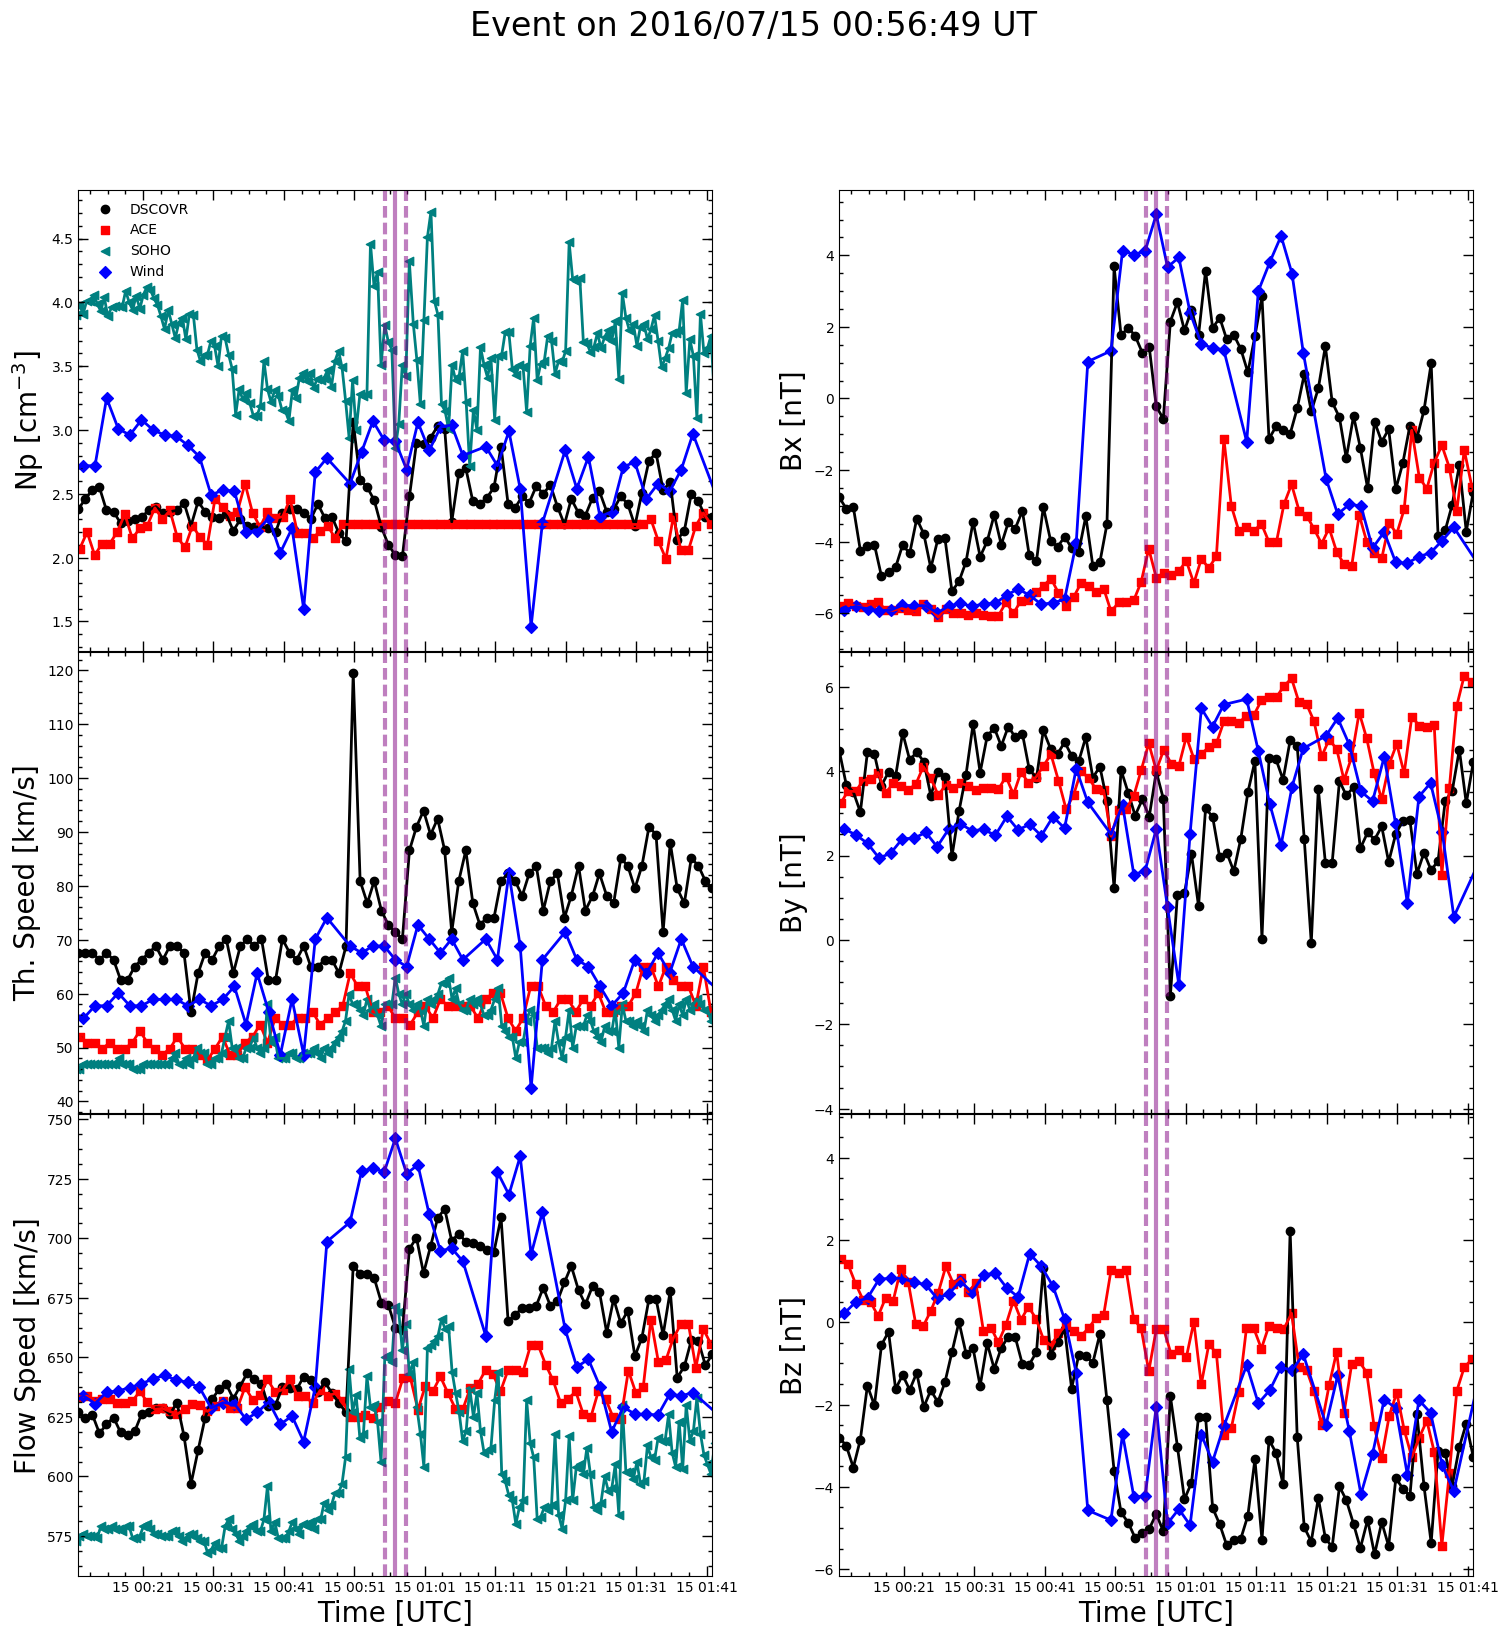 Event on 2016/07/15 00:56:49 UT
DSCOVR
ACE
SOHO
Wind
Np [cm⁻³]
4.5
4.0
3.5
3.0
2.5
2.0
1.5
Th. Speed [km/s]
120
110
100
90
80
70
60
50
40
Flow Speed [km/s]
750
725
700
675
650
625
600
575
15 00:21 15 00:31 15 00:41 15 00:51 15 01:01 15 01:11 15 01:21 15 01:31 15 01:41
Time [UTC]
Bx [nT]
4
2
0
−2
−4
−6
By [nT]
6
4
2
0
−2
−4
Bz [nT]
4
2
0
−2
−4
−6
15 00:21 15 00:31 15 00:41 15 00:51 15 01:01 15 01:11 15 01:21 15 01:31 15 01:41
Time [UTC]